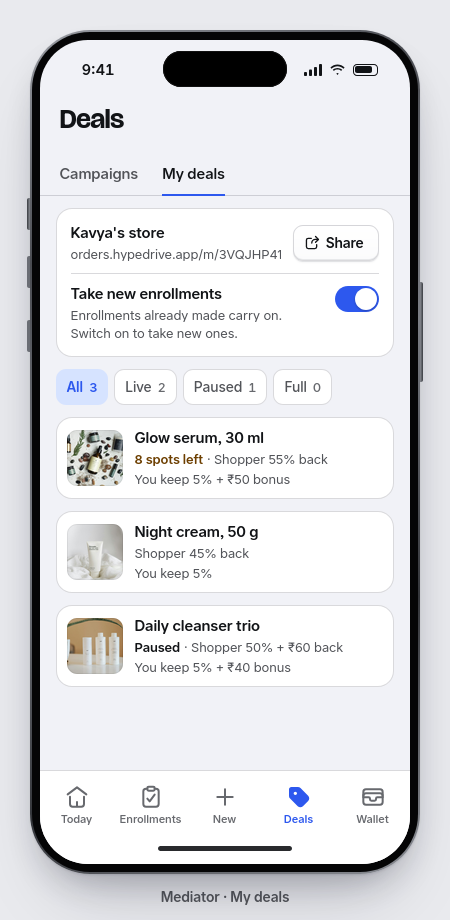 9:41
Deals
Campaigns
My deals
Kavya's store
orders.hypedrive.app/m/3VQJHP41
Share
Take new enrollments
Enrollments already made carry on.
Switch on to take new ones.
All 3
Live 2
Paused 1
Full 0
Glow serum, 30 ml
8 spots left · Shopper 55% back
You keep 5% + ₹50 bonus
Night cream, 50 g
Shopper 45% back
You keep 5%
Daily cleanser trio
Paused · Shopper 50% + ₹60 back
You keep 5% + ₹40 bonus
Today
Enrollments
New
Deals
Wallet
Mediator · My deals